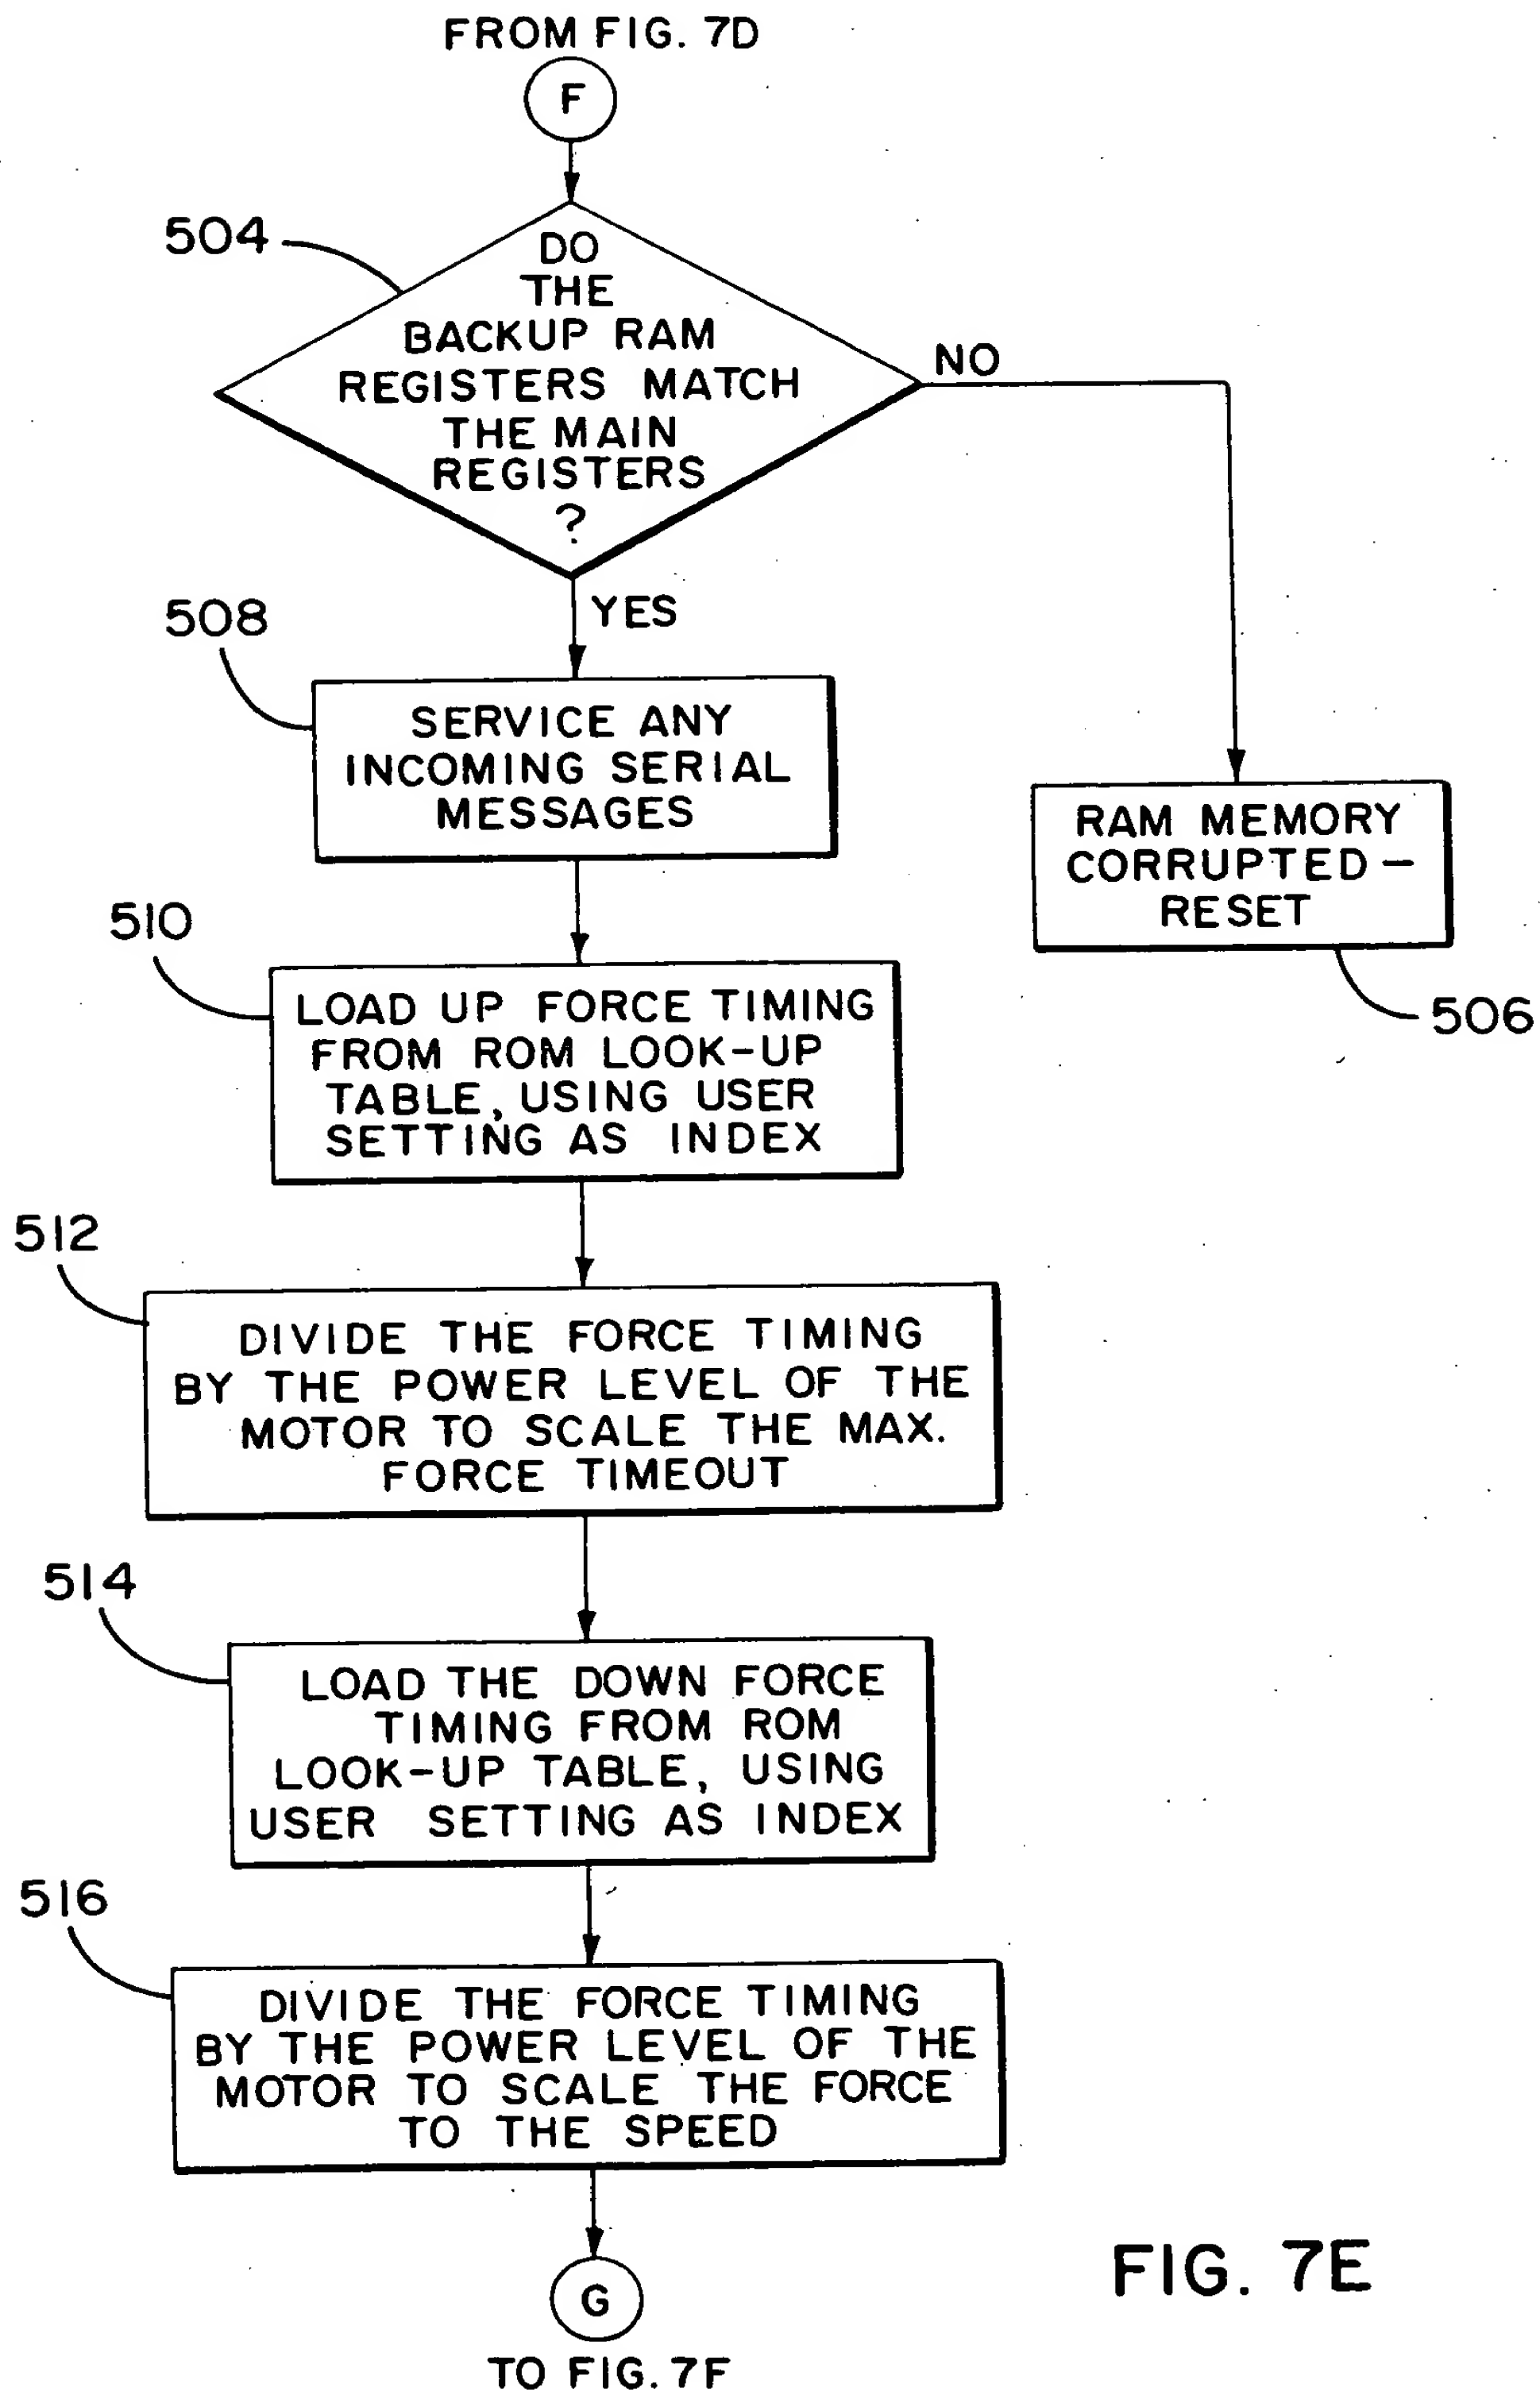 FROM FIG. 7D
F
504
DO
THE
BACKUP RAM
REGISTERS MATCH
THE MAIN
REGISTERS
?
NO
YES
508
SERVICE ANY
INCOMING SERIAL
MESSAGES
RAM MEMORY
CORRUPTED –
RESET
506
510
LOAD UP FORCE TIMING
FROM ROM LOOK-UP
TABLE, USING USER
SETTING AS INDEX
512
DIVIDE THE FORCE TIMING
BY THE POWER LEVEL OF THE
MOTOR TO SCALE THE MAX.
FORCE TIMEOUT
514
LOAD THE DOWN FORCE
TIMING FROM ROM
LOOK-UP TABLE, USING
USER SETTING AS INDEX
516
DIVIDE THE FORCE TIMING
BY THE POWER LEVEL OF THE
MOTOR TO SCALE THE FORCE
TO THE SPEED
G
TO FIG. 7F
FIG. 7E